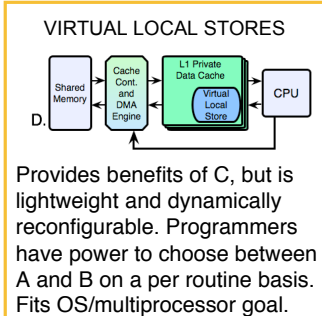 VIRTUAL LOCAL STORES
L1 Private
Data Cache
Cache
Cont.
and
DMA
Engine
Shared
Memory
Virtual
Local
Store
CPU
D.
Provides benefits of C, but is
lightweight and dynamically
reconfigurable. Programmers
have power to choose between
A and B on a per routine basis.
Fits OS/multiprocessor goal.